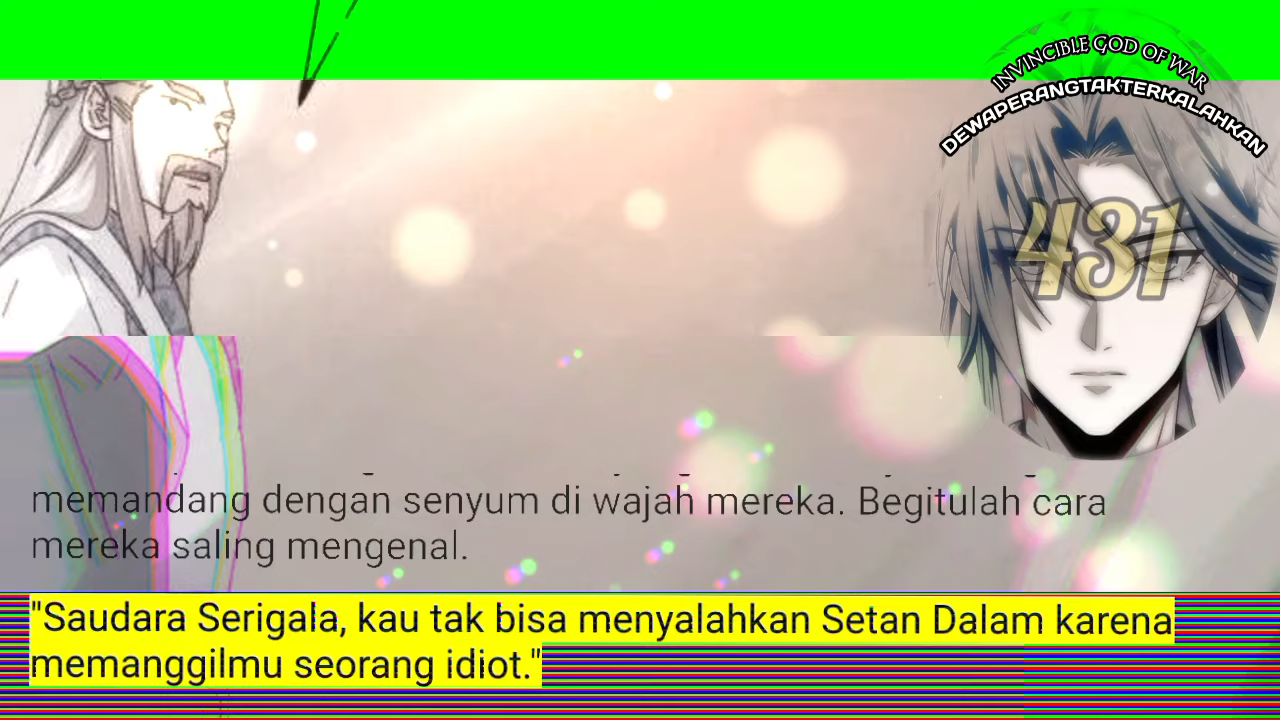 INVINCIBLE GOD OF WAR
DEWAPERANGTAKTERKALAHKAN
431
memandang dengan senyum di wajah mereka. Begitulah cara
mereka saling mengenal.
"Saudara Serigala, kau tak bisa menyalahkan Setan Dalam karena
memanggilmu seorang idiot."